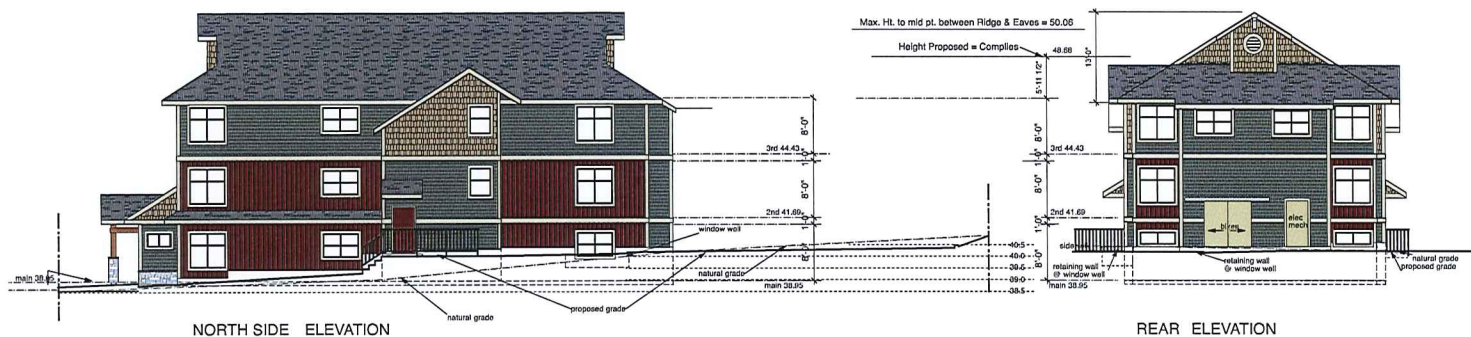 Max. Ht. to mid pt. between Ridge & Eaves = 50.06
Height Proposed = Complies
48.68
13'-0"
5'-11 1/2"
8'-0"
8'-0"
3rd 44.43
1'-0"
3rd 44.43
1'-0"
8'-0"
8'-0"
2nd 41.69
1'-0"
2nd 41.69
1'-0"
window well
40.5
40.0
39.5
39.0
38.5
8'-0"
8'-0"
natural grade
main 38.95
main 38.95
main 38.95
natural grade
proposed grade
bikes
elec
mech
retaining wall
@ window well
retaining wall
@ window well
natural grade
proposed grade
NORTH SIDE ELEVATION
REAR ELEVATION